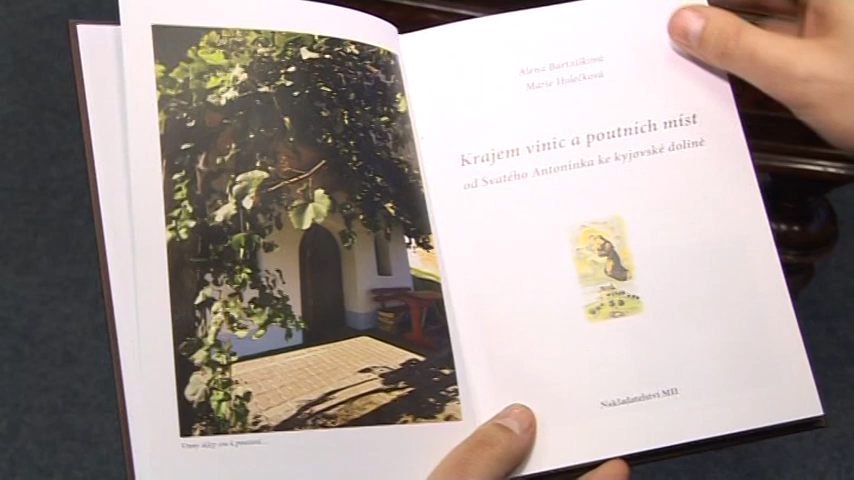 Alena Bartošíková
Marie Holečková
Krajem vinic a poutních míst
od Svatého Antonínka ke kyjovské dolině
Nakladatelství MH